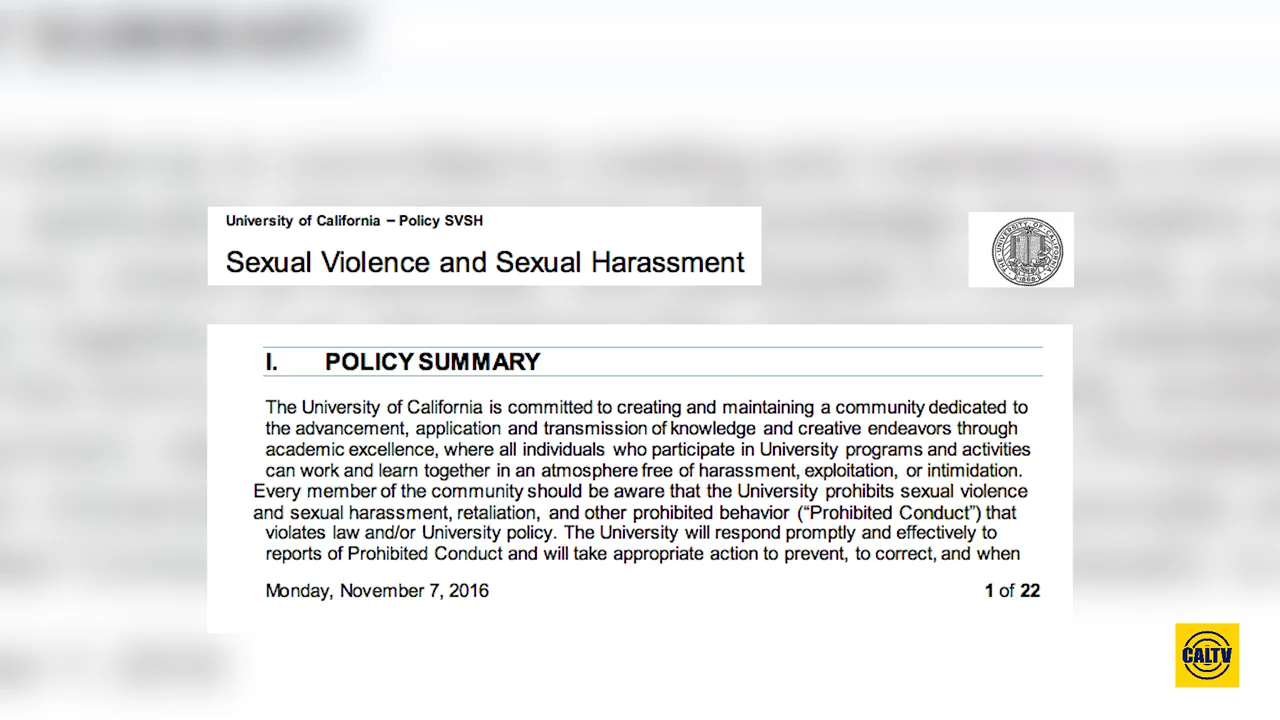 University of California – Policy SVSH
Sexual Violence and Sexual Harassment
THE UNIVERSITY OF CALIFORNIA
1868
I. POLICY SUMMARY
The University of California is committed to creating and maintaining a community dedicated to
the advancement, application and transmission of knowledge and creative endeavors through
academic excellence, where all individuals who participate in University programs and activities
can work and learn together in an atmosphere free of harassment, exploitation, or intimidation.
Every member of the community should be aware that the University prohibits sexual violence
and sexual harassment, retaliation, and other prohibited behavior (“Prohibited Conduct”) that
violates law and/or University policy. The University will respond promptly and effectively to
reports of Prohibited Conduct and will take appropriate action to prevent, to correct, and when
Monday, November 7, 2016
1 of 22
CALTV